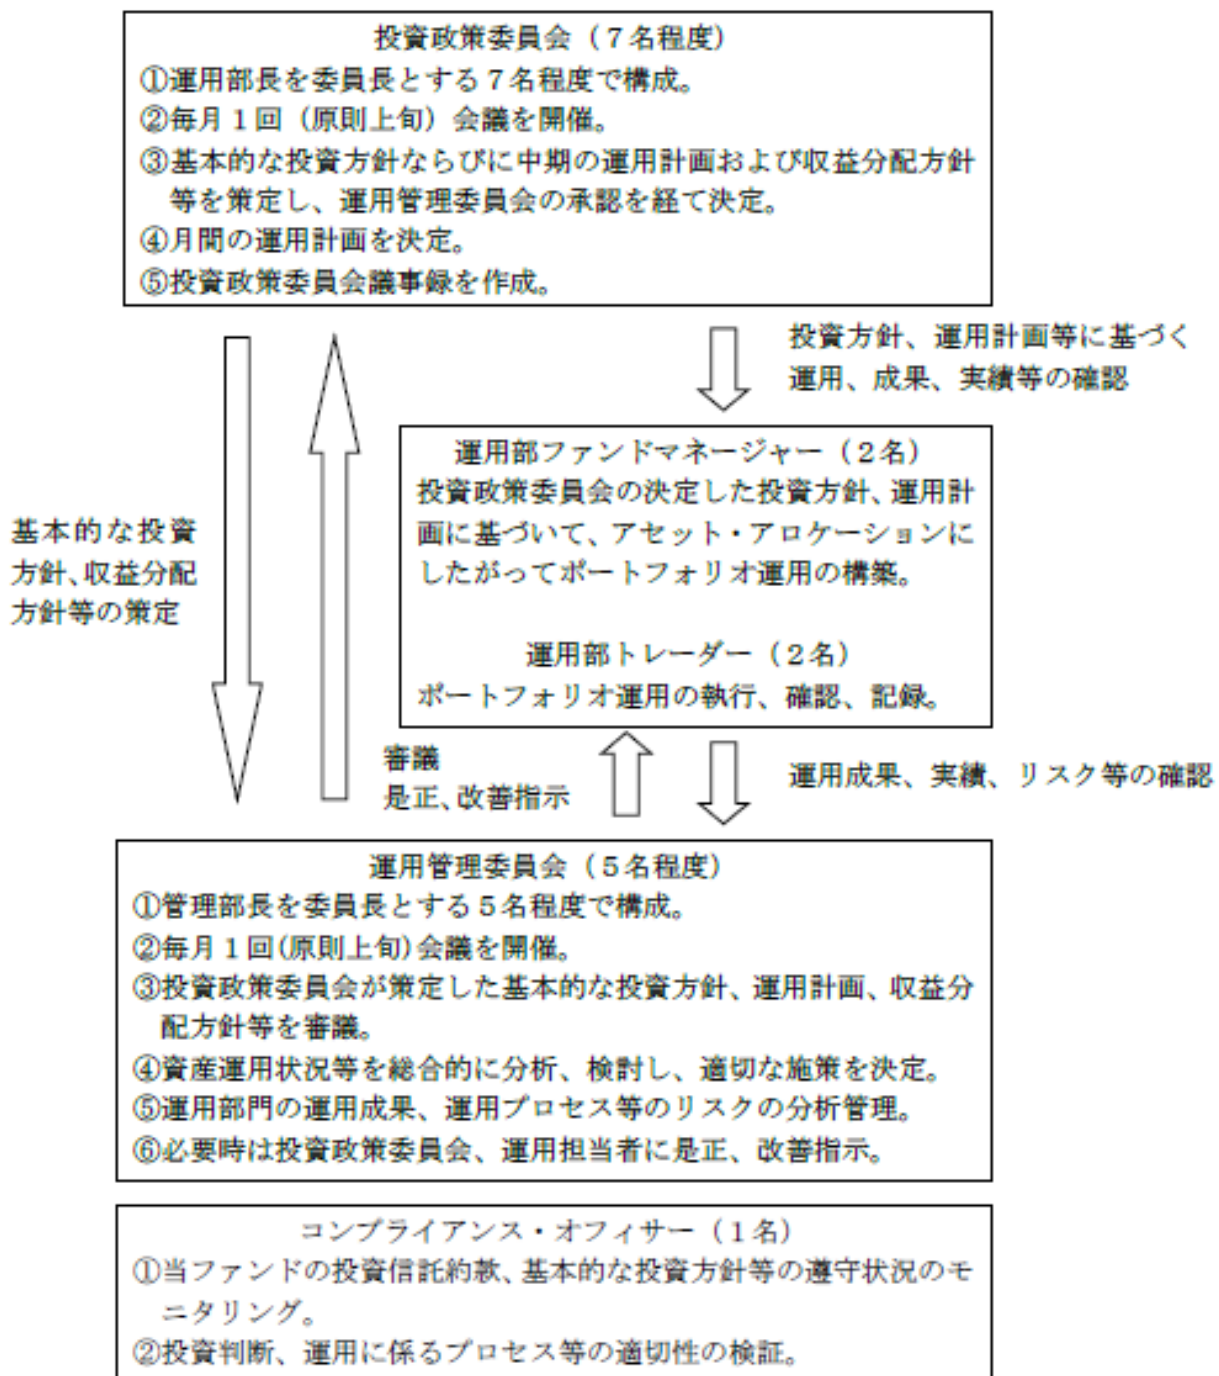 投資政策委員会（７名程度）
①運用部長を委員長とする７名程度で構成。
②毎月１回（原則上旬）会議を開催。
③基本的な投資方針ならびに中期の運用計画および収益分配方針
等を策定し、運用管理委員会の承認を経て決定。
④月間の運用計画を決定。
⑤投資政策委員会議事録を作成。
投資方針、運用計画等に基づく
運用、成果、実績等の確認
運用部ファンドマネージャー（２名）
投資政策委員会の決定した投資方針、運用計
画に基づいて、アセット・アロケーションに
したがってポートフォリオ運用の構築。
運用部トレーダー（２名）
ポートフォリオ運用の執行、確認、記録。
基本的な投資
方針、収益分配
方針等の策定
審議
是正、改善指示
運用成果、実績、リスク等の確認
運用管理委員会（５名程度）
①管理部長を委員長とする５名程度で構成。
②毎月１回(原則上旬)会議を開催。
③投資政策委員会が策定した基本的な投資方針、運用計画、収益分
配方針等を審議。
④資産運用状況等を総合的に分析、検討し、適切な施策を決定。
⑤運用部門の運用成果、運用プロセス等のリスクの分析管理。
⑥必要時は投資政策委員会、運用担当者に是正、改善指示。
コンプライアンス・オフィサー（１名）
①当ファンドの投資信託約款、基本的な投資方針等の遵守状況のモ
ニタリング。
②投資判断、運用に係るプロセス等の適切性の検証。